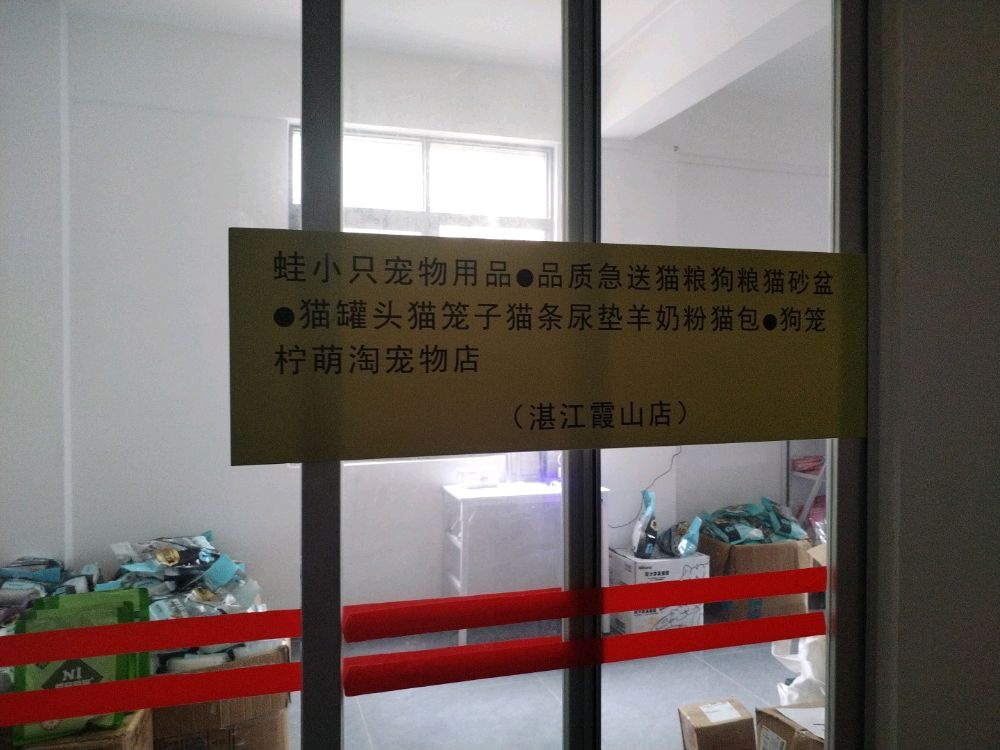 蛙小只宠物用品●品质急送猫粮狗粮猫砂盆
●猫罐头猫笼子猫条尿垫羊奶粉猫包●狗笼
柠萌淘宠物店
（湛江霞山店）
N1